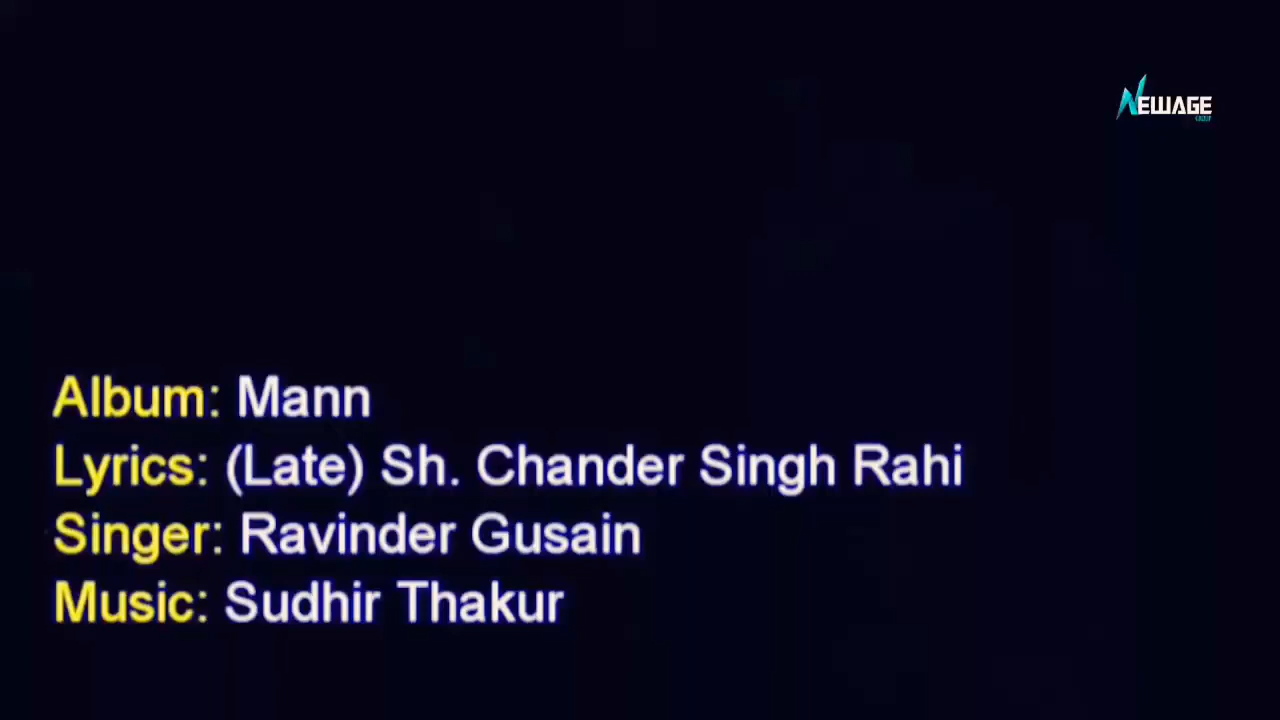 NEWAGE
Album: Mann
Lyrics: (Late) Sh. Chander Singh Rahi
Singer: Ravinder Gusain
Music: Sudhir Thakur